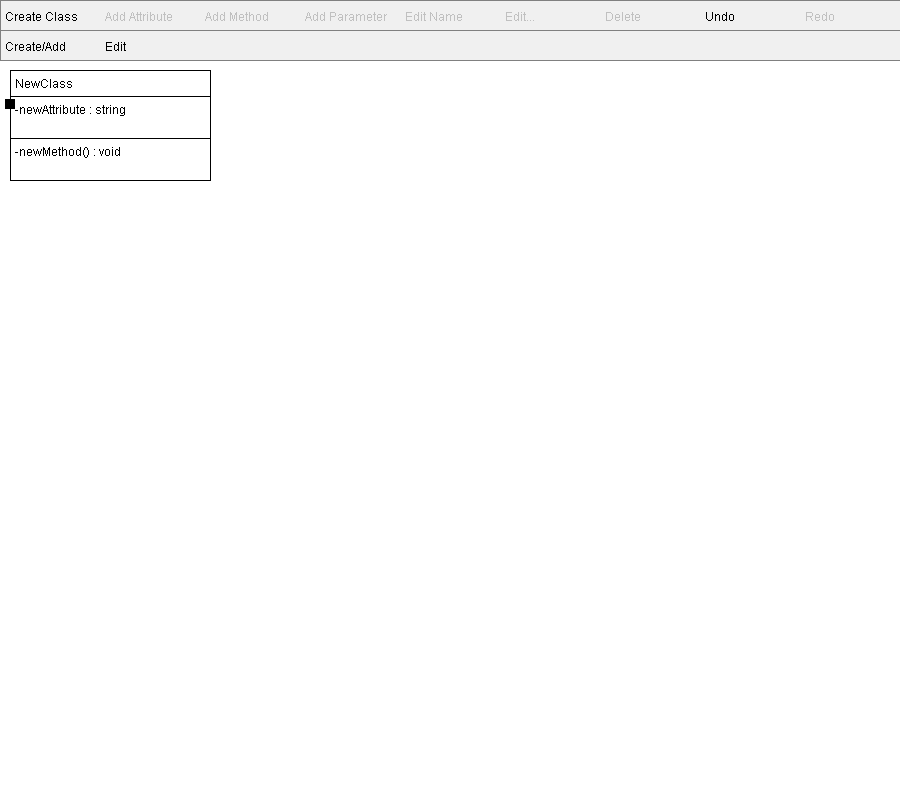 Create Class Add Attribute Add Method Add Parameter Edit Name Edit... Delete Undo Redo
Create/Add Edit
NewClass
-newAttribute : string
-newMethod() : void